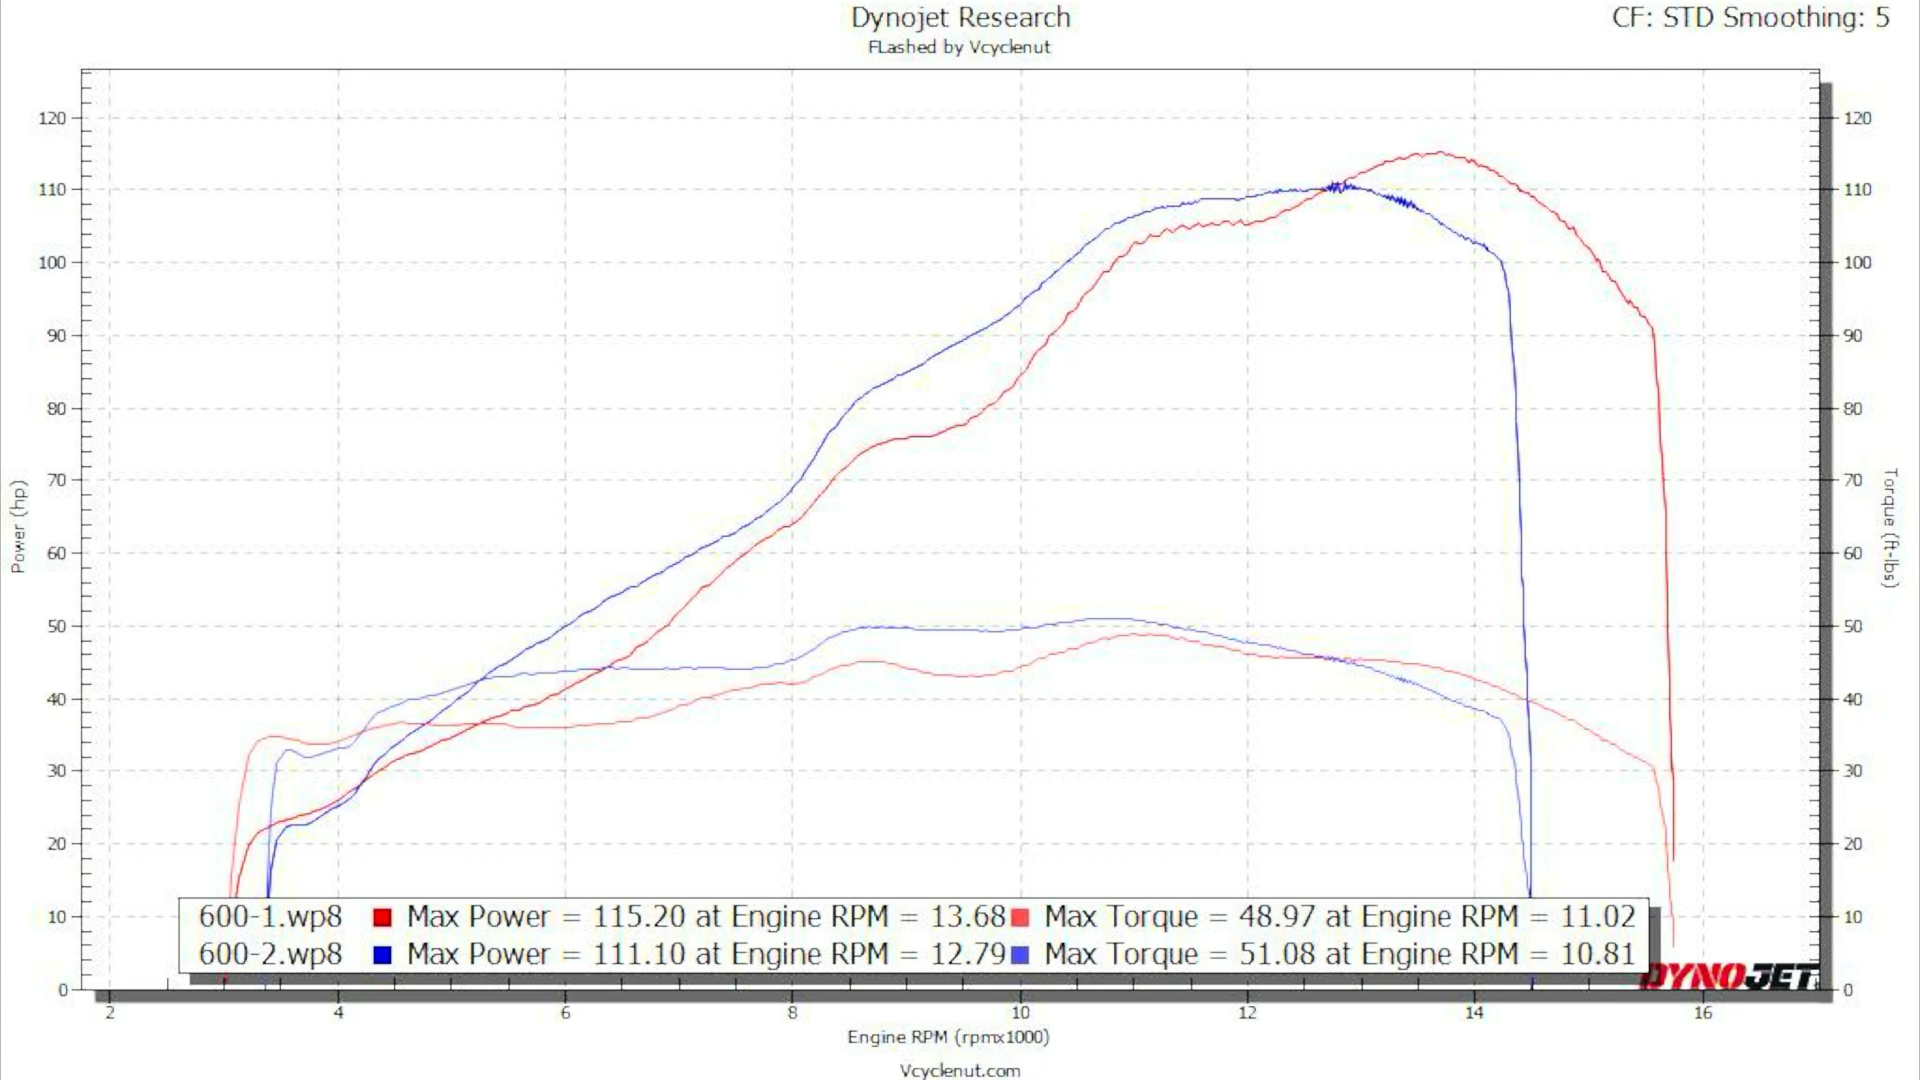 Dynojet Research
CF: STD Smoothing: 5
FLashed by Vcyclenut
120
110
100
90
80
70
60
50
40
30
20
10
0
Power (hp)
120
110
100
90
80
70
60
50
40
30
20
10
0
Torque (ft-lbs)
600-1.wp8 Max Power = 115.20 at Engine RPM = 13.68 Max Torque = 48.97 at Engine RPM = 11.02
600-2.wp8 Max Power = 111.10 at Engine RPM = 12.79 Max Torque = 51.08 at Engine RPM = 10.81
DYNOJET
2 4 6 8 10 12 14 16
Engine RPM (rpmx1000)
Vcyclenut.com